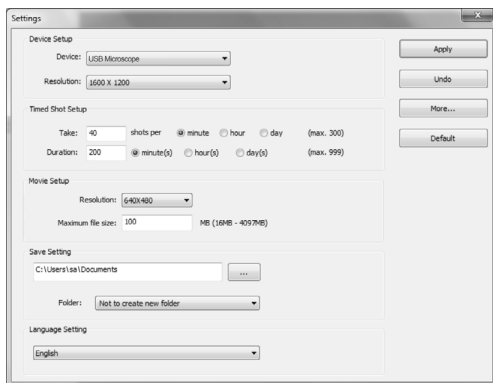 Settings
Device Setup
Device: USB Microscope
Resolution: 1600 X 1200
Timed Shot Setup
Take: 40 shots per minute hour day (max. 300)
Duration: 200 minute(s) hour(s) day(s) (max. 999)
Movie Setup
Resolution: 640X480
Maximum file size: 100 MB (16MB - 4097MB)
Save Setting
C:\Users\sa\Documents ...
Folder: Not to create new folder
Language Setting
English
Apply
Undo
More...
Default